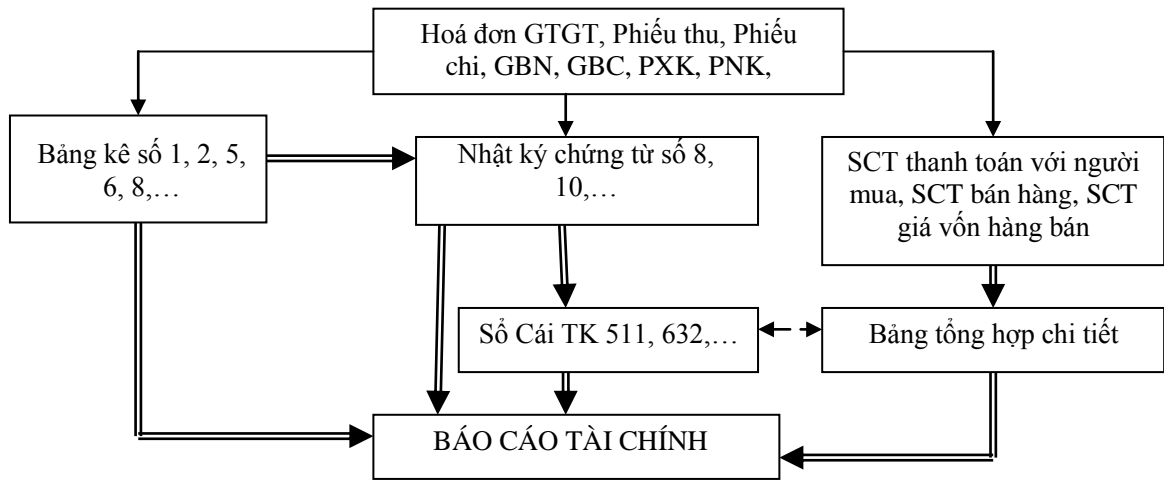 Hoá đơn GTGT, Phiếu thu, Phiếu
chi, GBN, GBC, PXK, PNK,
Bảng kê số 1, 2, 5,
6, 8,…
Nhật ký chứng từ số 8,
10,…
SCT thanh toán với người
mua, SCT bán hàng, SCT
giá vốn hàng bán
Sổ Cái TK 511, 632,…
Bảng tổng hợp chi tiết
BÁO CÁO TÀI CHÍNH